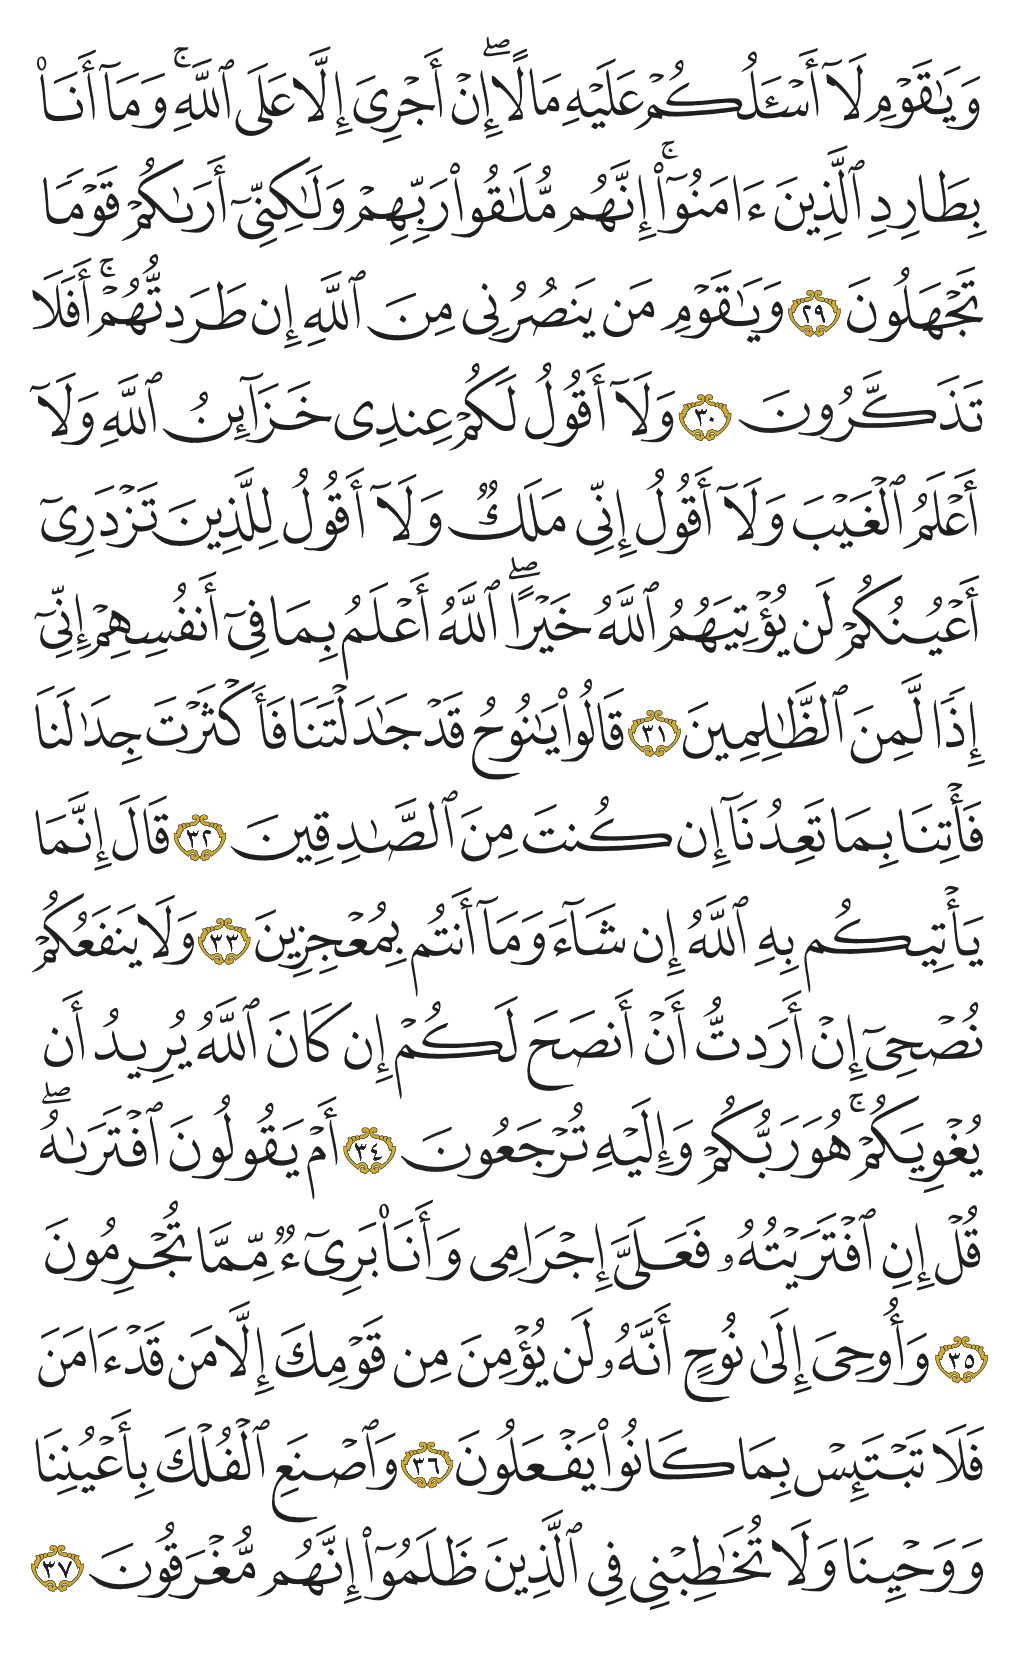 وَيَٰقَوْمِ لَآ أَسْـَٔلُكُمْ عَلَيْهِ مَالًا ۖ إِنْ أَجْرِىَ إِلَّا عَلَى ٱللَّهِ ۚ وَمَآ أَنَا۠
بِطَارِدِ ٱلَّذِينَ ءَامَنُوٓا۟ ۚ إِنَّهُم مُّلَٰقُوا۟ رَبِّهِمْ وَلَٰكِنِّىٓ أَرَىٰكُمْ قَوْمًا
تَجْهَلُونَ ٢٩ وَيَٰقَوْمِ مَن يَنصُرُنِى مِنَ ٱللَّهِ إِن طَرَدتُّهُمْ ۚ أَفَلَا
تَذَكَّرُونَ ٣٠ وَلَآ أَقُولُ لَكُمْ عِندِى خَزَآئِنُ ٱللَّهِ وَلَآ
أَعْلَمُ ٱلْغَيْبَ وَلَآ أَقُولُ إِنِّى مَلَكٌ وَلَآ أَقُولُ لِلَّذِينَ تَزْدَرِىٓ
أَعْيُنُكُمْ لَن يُؤْتِيَهُمُ ٱللَّهُ خَيْرًا ۖ ٱللَّهُ أَعْلَمُ بِمَا فِىٓ أَنفُسِهِمْ إِنِّىٓ
إِذًا لَّمِنَ ٱلظَّٰلِمِينَ ٣١ قَالُوا۟ يَٰنُوحُ قَدْ جَٰدَلْتَنَا فَأَكْثَرْتَ جِدَٰلَنَا
فَأْتِنَا بِمَا تَعِدُنَآ إِن كُنتَ مِنَ ٱلصَّٰدِقِينَ ٣٢ قَالَ إِنَّمَا
يَأْتِيكُم بِهِ ٱللَّهُ إِن شَآءَ وَمَآ أَنتُم بِمُعْجِزِينَ ٣٣ وَلَا يَنفَعُكُمْ
نُصْحِىٓ إِنْ أَرَدتُّ أَنْ أَنصَحَ لَكُمْ إِن كَانَ ٱللَّهُ يُرِيدُ أَن
يُغْوِيَكُمْ ۚ هُوَ رَبُّكُمْ وَإِلَيْهِ تُرْجَعُونَ ٣٤ أَمْ يَقُولُونَ ٱفْتَرَىٰهُ ۖ
قُلْ إِنِ ٱفْتَرَيْتُهُۥ فَعَلَىَّ إِجْرَامِى وَأَنَا۠ بَرِىٓءٌ مِّمَّا تُجْرِمُونَ
٣٥ وَأُوحِىَ إِلَىٰ نُوحٍ أَنَّهُۥ لَن يُؤْمِنَ مِن قَوْمِكَ إِلَّا مَن قَدْ ءَامَنَ
فَلَا تَبْتَئِسْ بِمَا كَانُوا۟ يَفْعَلُونَ ٣٦ وَٱصْنَعِ ٱلْفُلْكَ بِأَعْيُنِنَا
وَوَحْيِنَا وَلَا تُخَٰطِبْنِى فِى ٱلَّذِينَ ظَلَمُوٓا۟ إِنَّهُم مُّغْرَقُونَ ٣٧